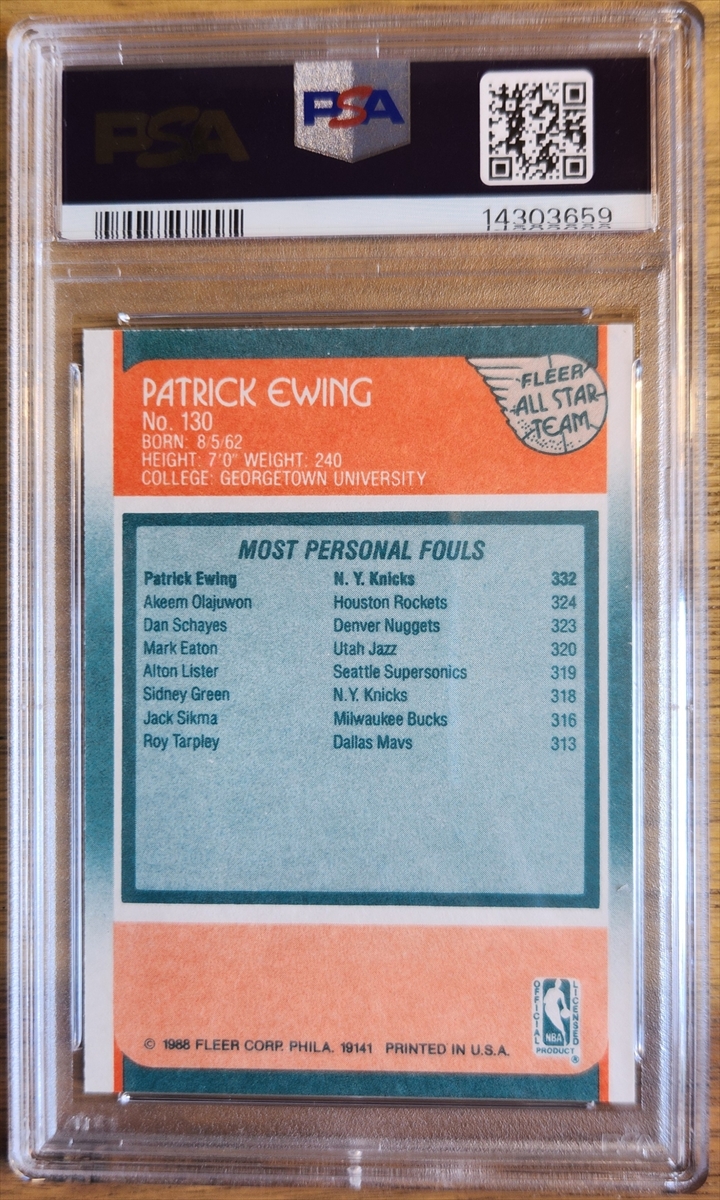 PSA
PSA
14303659
PATRICK EWING
No. 130
BORN: 8/5/62
HEIGHT: 7'0" WEIGHT: 240
COLLEGE: GEORGETOWN UNIVERSITY
FLEER
ALL STAR
TEAM
MOST PERSONAL FOULS
Patrick Ewing N. Y. Knicks 332
Akeem Olajuwon Houston Rockets 324
Dan Schayes Denver Nuggets 323
Mark Eaton Utah Jazz 320
Alton Lister Seattle Supersonics 319
Sidney Green N.Y. Knicks 318
Jack Sikma Milwaukee Bucks 316
Roy Tarpley Dallas Mavs 313
OFFICIAL LICENSED
NBA
PRODUCT ®
© 1988 FLEER CORP. PHILA. 19141 PRINTED IN U.S.A.